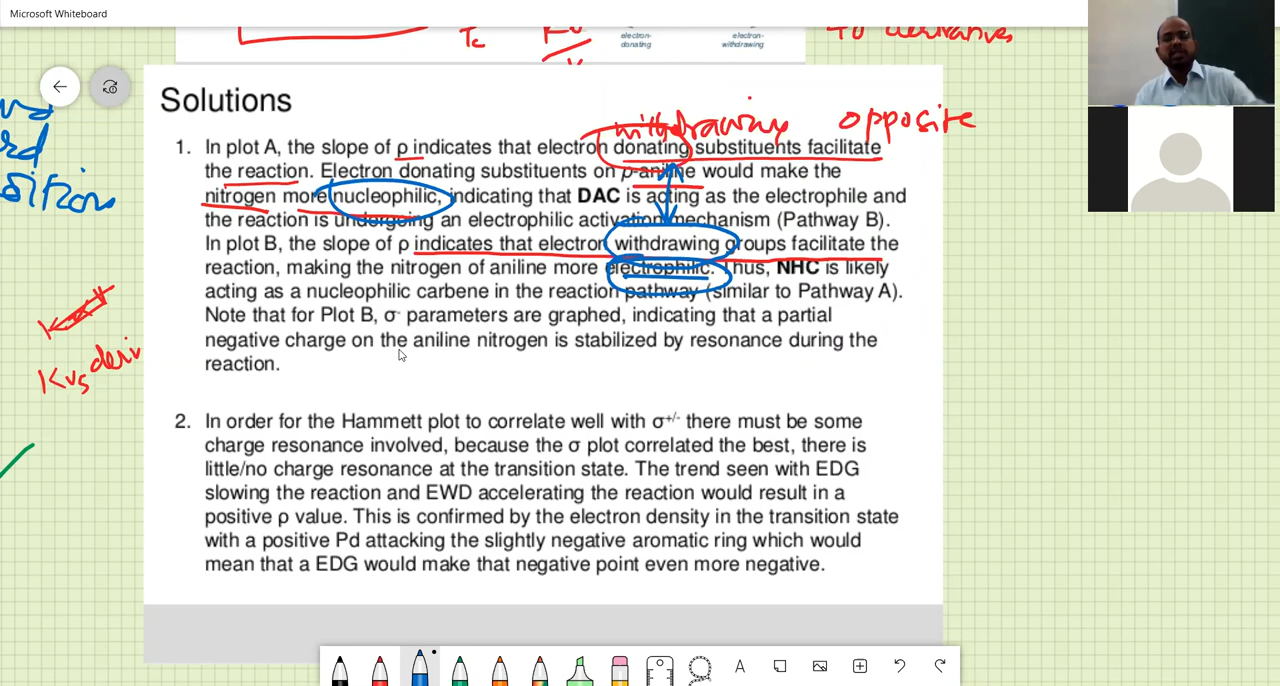 Microsoft Whiteboard
electron-
donating
electron-
withdrawing
Tc
To derivatives
Solutions
withdrawing opposite
1. In plot A, the slope of ρ indicates that electron donating substituents facilitate
the reaction. Electron donating substituents on p-aniline would make the
nitrogen more nucleophilic, indicating that DAC is acting as the electrophile and
the reaction is undergoing an electrophilic activation mechanism (Pathway B).
In plot B, the slope of ρ indicates that electron withdrawing groups facilitate the
reaction, making the nitrogen of aniline more electrophilic. Thus, NHC is likely
acting as a nucleophilic carbene in the reaction pathway (similar to Pathway A).
Note that for Plot B, σ⁻ parameters are graphed, indicating that a partial
negative charge on the aniline nitrogen is stabilized by resonance during the
reaction.
K vs deriv
2. In order for the Hammett plot to correlate well with σ⁺/⁻ there must be some
charge resonance involved, because the σ plot correlated the best, there is
little/no charge resonance at the transition state. The trend seen with EDG
slowing the reaction and EWD accelerating the reaction would result in a
positive ρ value. This is confirmed by the electron density in the transition state
with a positive Pd attacking the slightly negative aromatic ring which would
mean that a EDG would make that negative point even more negative.
A